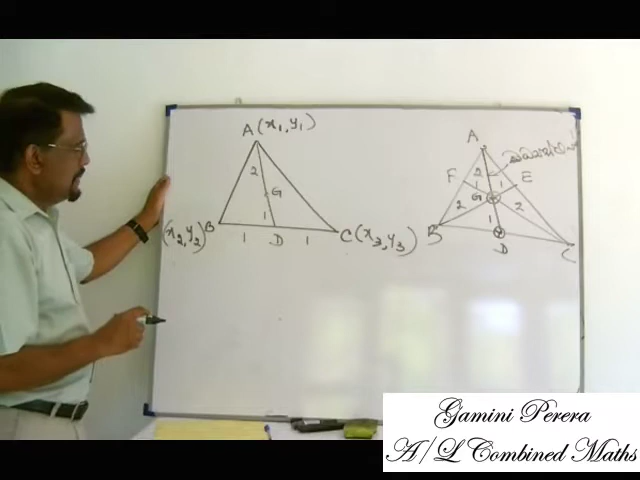 A (x₁, y₁)
2
G
1
(x₂, y₂) B
D
C (x₃, y₃)
1
1
A
F
2
1
E
2
G
2
1
B
D
C
Gamini Perera
A/L Combined Maths